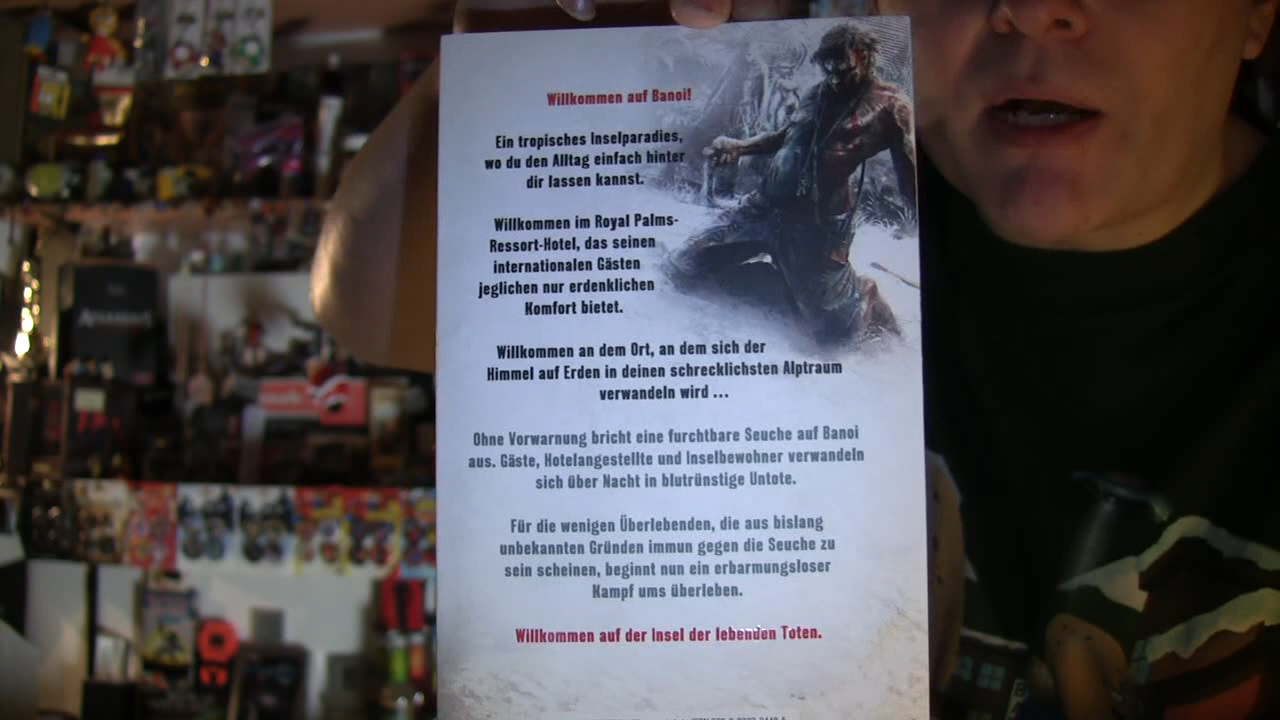 Willkommen auf Banoi!
Ein tropisches Inselparadies,
wo du den Alltag einfach hinter
dir lassen kannst.
Willkommen im Royal Palms-
Ressort-Hotel, das seinen
internationalen Gästen
jeglichen nur erdenklichen
Komfort bietet.
Willkommen an dem Ort, an dem sich der
Himmel auf Erden in deinen schrecklichsten Alptraum
verwandeln wird ...
Ohne Vorwarnung bricht eine furchtbare Seuche auf Banoi
aus. Gäste, Hotelangestellte und Inselbewohner verwandeln
sich über Nacht in blutrünstige Untote.
Für die wenigen Überlebenden, die aus bislang
unbekannten Gründen immun gegen die Seuche zu
sein scheinen, beginnt nun ein erbarmungsloser
Kampf ums überleben.
Willkommen auf der Insel der lebenden Toten.